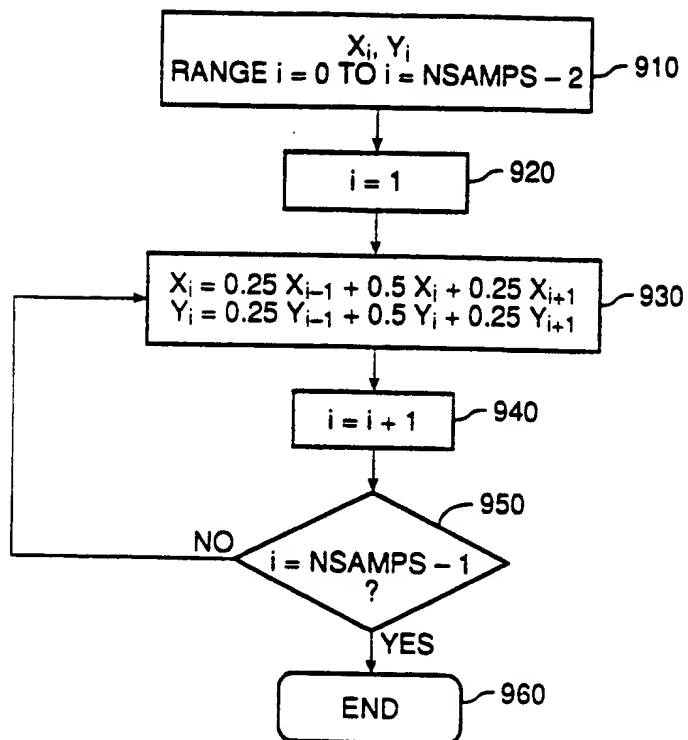 Xi, Yi
RANGE i = 0 TO i = NSAMPS – 2
910
i = 1
920
Xi = 0.25 Xi–1 + 0.5 Xi + 0.25 Xi+1
Yi = 0.25 Yi–1 + 0.5 Yi + 0.25 Yi+1
930
i = i + 1
940
950
NO
i = NSAMPS – 1
?
YES
END
960